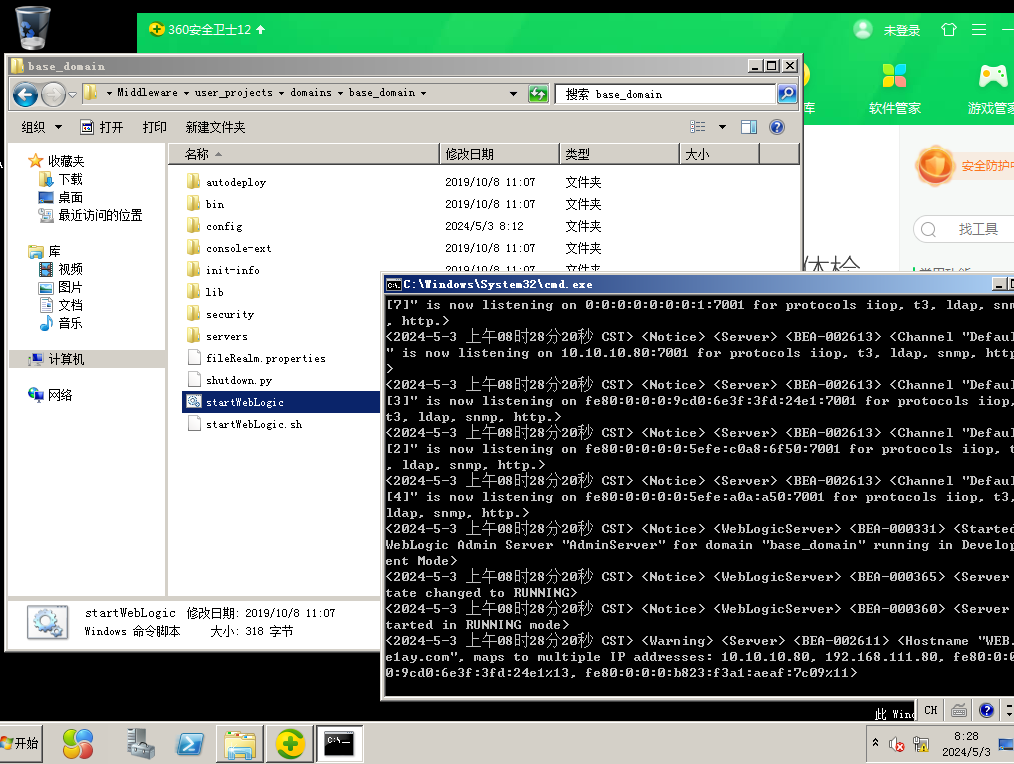 360安全卫士12
未登录
base_domain
Middleware user_projects domains base_domain
搜索 base_domain
库
软件管家
游戏管家
组织 打开 打印 新建文件夹
名称 修改日期 类型 大小
收藏夹
下载
桌面
最近访问的位置
库
视频
图片
文档
音乐
计算机
网络
autodeploy 2019/10/8 11:07 文件夹
bin 2019/10/8 11:07 文件夹
config 2024/5/3 8:12 文件夹
console-ext 2019/10/8 11:07 文件夹
init-info 2019/10/8 11:07 文件夹
lib
security
servers
fileRealm.properties
shutdown.py
startWebLogic
startWebLogic.sh
安全防护中
找工具
体检
C:\Windows\System32\cmd.exe
[7]" is now listening on 0:0:0:0:0:0:0:1:7001 for protocols iiop, t3, ldap, snm
, http.>
<2024-5-3 上午08时28分20秒 CST> <Notice> <Server> <BEA-002613> <Channel "Defaul
" is now listening on 10.10.10.80:7001 for protocols iiop, t3, ldap, snmp, http
>
<2024-5-3 上午08时28分20秒 CST> <Notice> <Server> <BEA-002613> <Channel "Defaul
[3]" is now listening on fe80:0:0:0:9cd0:6e3f:3fd:24e1:7001 for protocols iiop,
t3, ldap, snmp, http.>
<2024-5-3 上午08时28分20秒 CST> <Notice> <Server> <BEA-002613> <Channel "Defaul
[2]" is now listening on fe80:0:0:0:0:5efe:c0a8:6f50:7001 for protocols iiop, t
, ldap, snmp, http.>
<2024-5-3 上午08时28分20秒 CST> <Notice> <Server> <BEA-002613> <Channel "Defaul
[4]" is now listening on fe80:0:0:0:0:5efe:a0a:a50:7001 for protocols iiop, t3,
ldap, snmp, http.>
<2024-5-3 上午08时28分20秒 CST> <Notice> <WebLogicServer> <BEA-000331> <Started
WebLogic Admin Server "AdminServer" for domain "base_domain" running in Develop
ent Mode>
<2024-5-3 上午08时28分20秒 CST> <Notice> <WebLogicServer> <BEA-000365> <Server
tate changed to RUNNING>
<2024-5-3 上午08时28分20秒 CST> <Notice> <WebLogicServer> <BEA-000360> <Server
tarted in RUNNING mode>
<2024-5-3 上午08时28分20秒 CST> <Warning> <Server> <BEA-002611> <Hostname "WEB.
e1ay.com", maps to multiple IP addresses: 10.10.10.80, 192.168.111.80, fe80:0:0
0:9cd0:6e3f:3fd:24e1%13, fe80:0:0:0:b823:f3a1:aeaf:7c09%11>
startWebLogic 修改日期: 2019/10/8 11:07
Windows 命令脚本 大小: 318 字节
此 Wind
CH
开始
8:28
2024/5/3